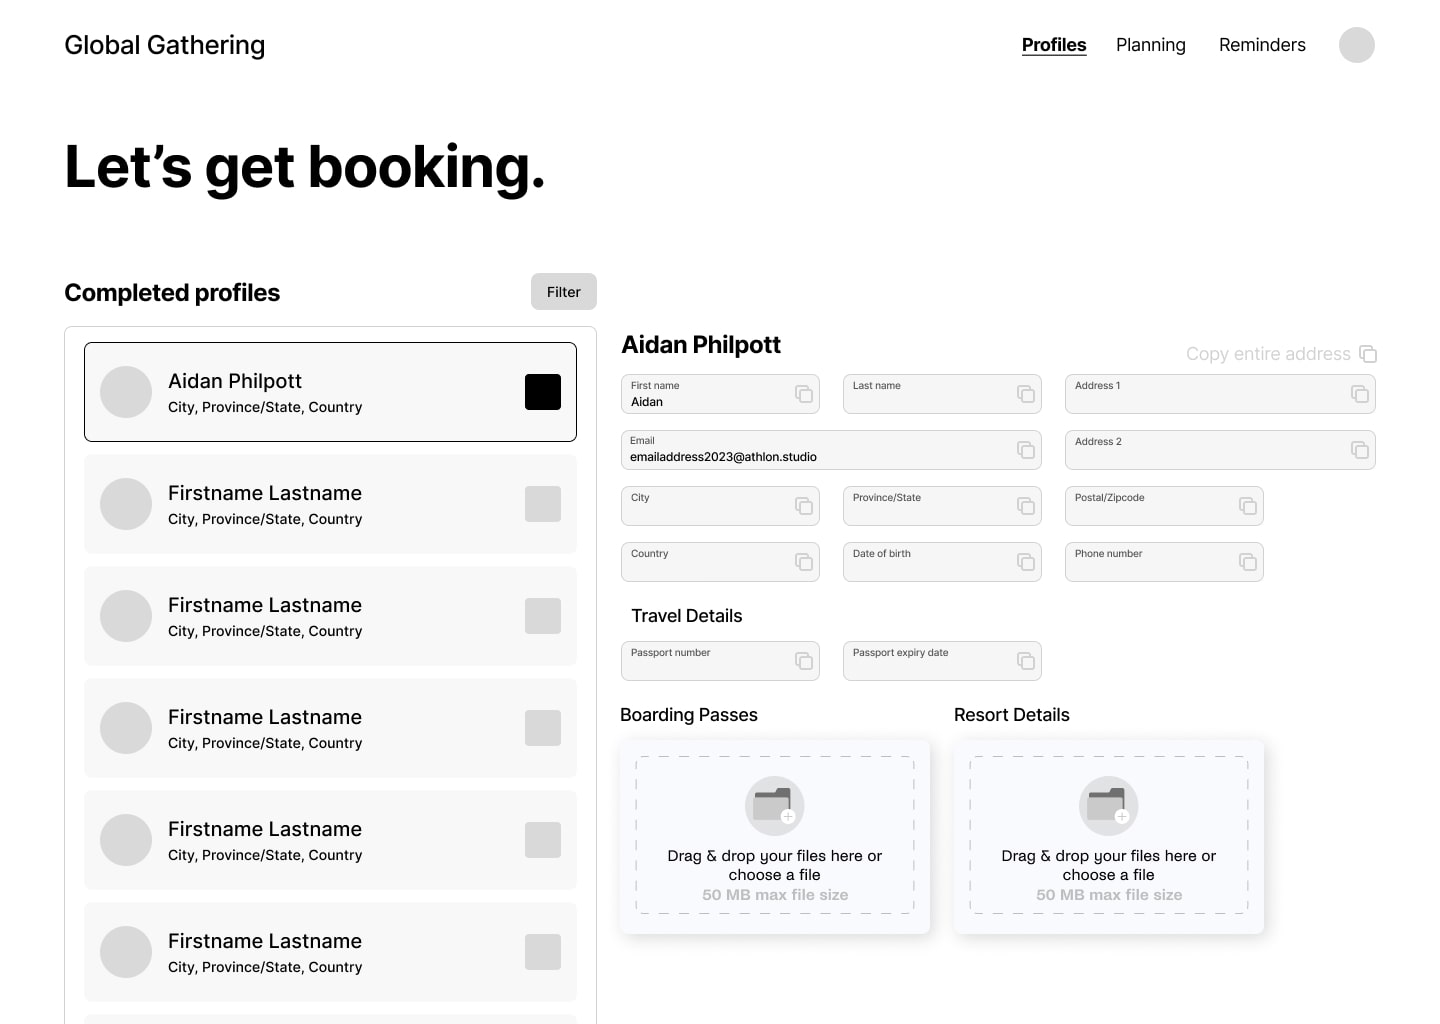 Global Gathering
Profiles
Planning
Reminders
Let’s get booking.
Completed profiles
Filter
Aidan Philpott
City, Province/State, Country
Firstname Lastname
City, Province/State, Country
Firstname Lastname
City, Province/State, Country
Firstname Lastname
City, Province/State, Country
Firstname Lastname
City, Province/State, Country
Firstname Lastname
City, Province/State, Country
Aidan Philpott
Copy entire address
First name
Aidan
Last name
Address 1
Email
emailaddress2023@athlon.studio
Address 2
City
Province/State
Postal/Zipcode
Country
Date of birth
Phone number
Travel Details
Passport number
Passport expiry date
Boarding Passes
Drag & drop your files here or
choose a file
50 MB max file size
Resort Details
Drag & drop your files here or
choose a file
50 MB max file size